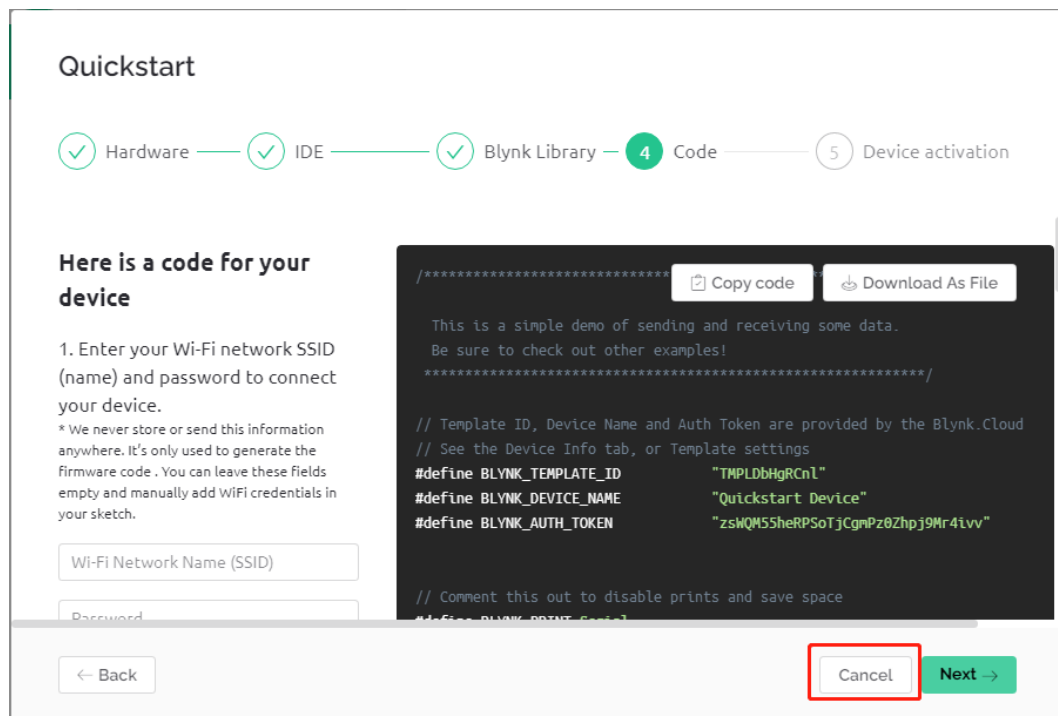 Quickstart
Hardware
IDE
Blynk Library
4
Code
5
Device activation
Here is a code for your
device
1. Enter your Wi-Fi network SSID
(name) and password to connect
your device.
* We never store or send this information
anywhere. It's only used to generate the
firmware code . You can leave these fields
empty and manually add WiFi credentials in
your sketch.
Wi-Fi Network Name (SSID)
Password
Copy code
Download As File
/*******************************
This is a simple demo of sending and receiving some data.
Be sure to check out other examples!
*************************************************************/
// Template ID, Device Name and Auth Token are provided by the Blynk.Cloud
// See the Device Info tab, or Template settings
#define BLYNK_TEMPLATE_ID "TMPLDbHgRCnl"
#define BLYNK_DEVICE_NAME "Quickstart Device"
#define BLYNK_AUTH_TOKEN "zsWQM55heRPSoTjCgmPz0Zhpj9Mr4ivv"
// Comment this out to disable prints and save space
#define BLYNK_PRINT Serial
← Back
Cancel
Next →